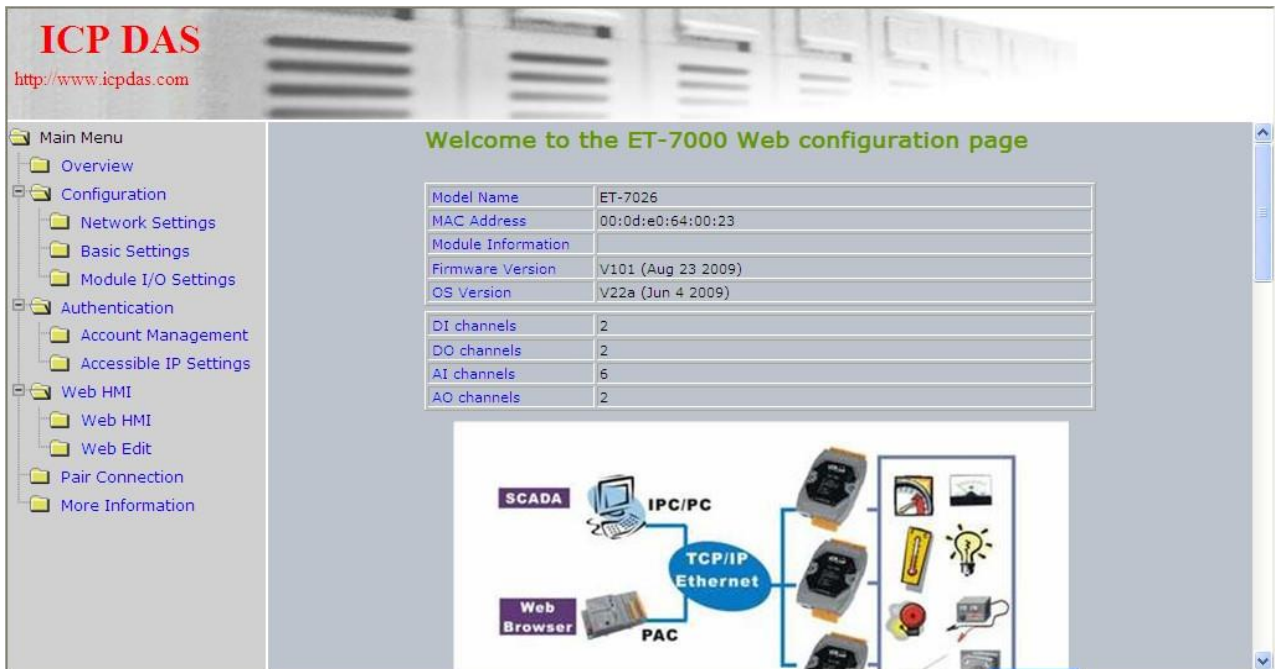 ICP DAS
http://www.icpdas.com
Main Menu
Overview
Configuration
Network Settings
Basic Settings
Module I/O Settings
Authentication
Account Management
Accessible IP Settings
Web HMI
Web HMI
Web Edit
Pair Connection
More Information
Welcome to the ET-7000 Web configuration page
Model Name ET-7026
MAC Address 00:0d:e0:64:00:23
Module Information
Firmware Version V101 (Aug 23 2009)
OS Version V22a (Jun 4 2009)
DI channels 2
DO channels 2
AI channels 6
AO channels 2
SCADA
IPC/PC
TCP/IP
Ethernet
Web
Browser
PAC